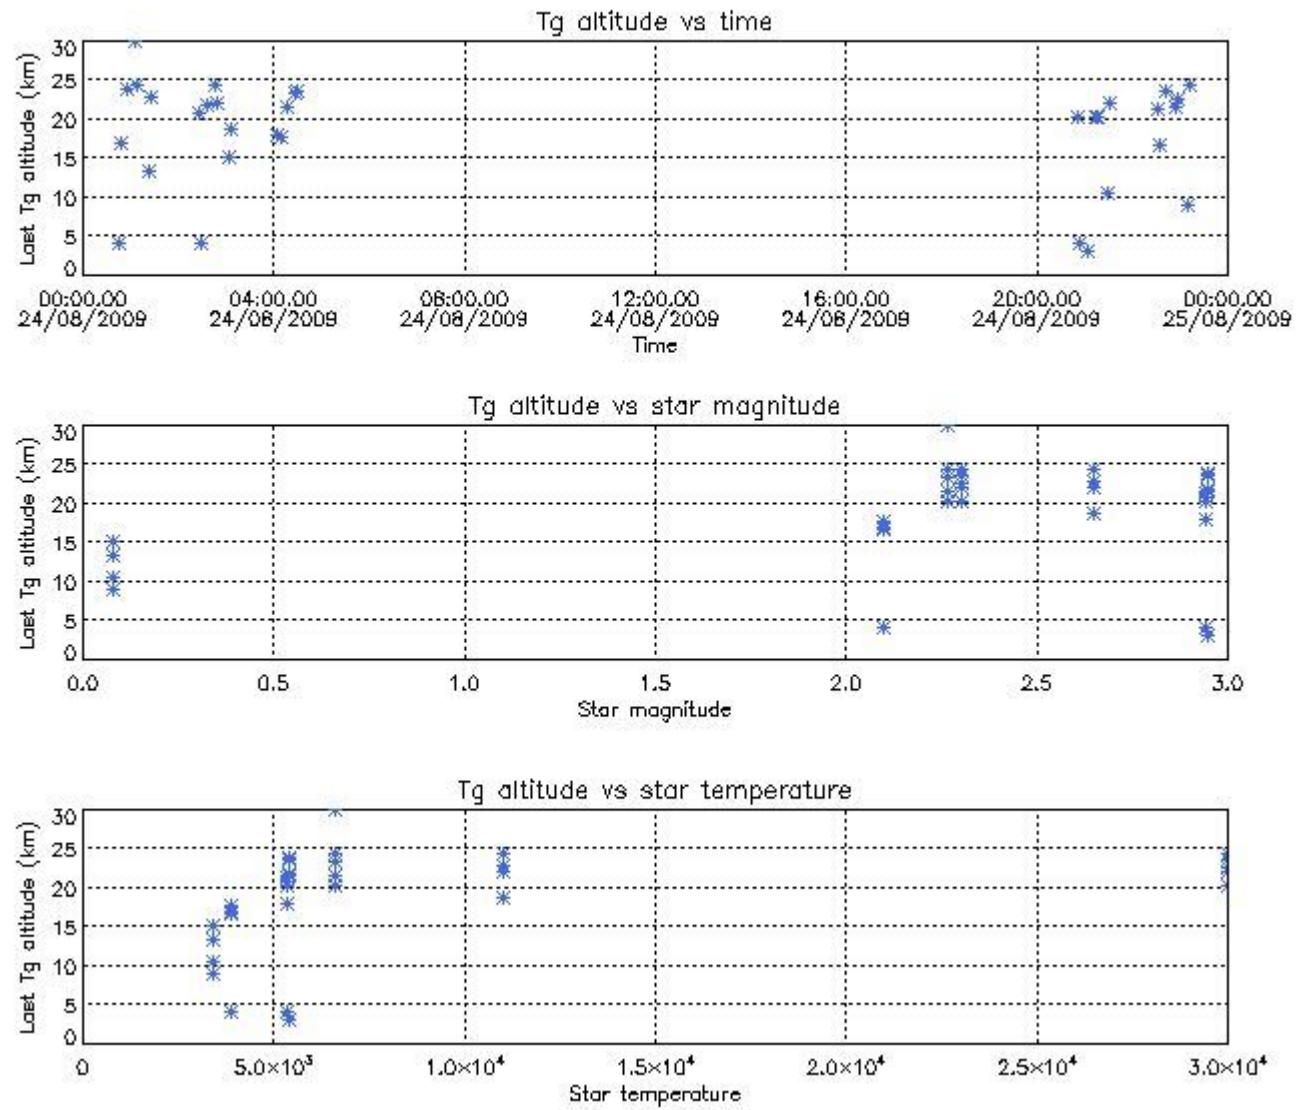 Tg altitude vs time
Last Tg altitude (km)
30
25
20
15
10
5
0
00:00.00 04:00.00 08:00.00 12:00.00 16:00.00 20:00.00 00:00.00
24/08/2009 24/08/2009 24/08/2009 24/08/2009 24/08/2009 24/08/2009 25/08/2009
Time
Tg altitude vs star magnitude
Last Tg altitude (km)
30
25
20
15
10
5
0
0.0 0.5 1.0 1.5 2.0 2.5 3.0
Star magnitude
Tg altitude vs star temperature
Last Tg altitude (km)
30
25
20
15
10
5
0
0 5.0×10³ 1.0×10⁴ 1.5×10⁴ 2.0×10⁴ 2.5×10⁴ 3.0×10⁴
Star temperature